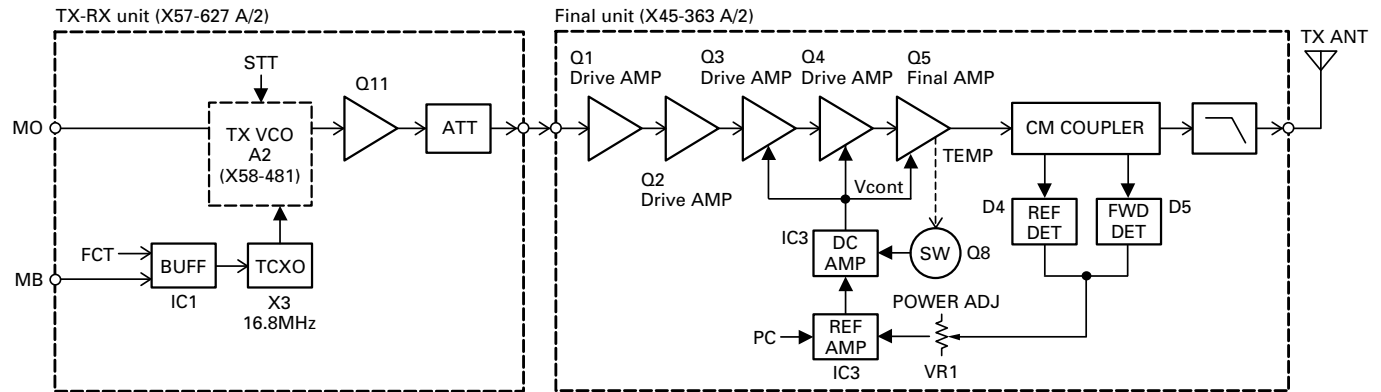 TX-RX unit (X57-627 A/2)
Final unit (X45-363 A/2)
TX ANT
STT
Q11
Q1
Drive AMP
Q3
Drive AMP
Q4
Drive AMP
Q5
Final AMP
MO
TX VCO
A2
(X58-481)
ATT
CM COUPLER
TEMP
Q2
Drive AMP
Vcont
D4
REF
DET
FWD
DET
D5
IC3
DC
AMP
SW
Q8
FCT
BUFF
TCXO
MB
IC1
X3
16.8MHz
POWER ADJ
PC
REF
AMP
IC3
VR1